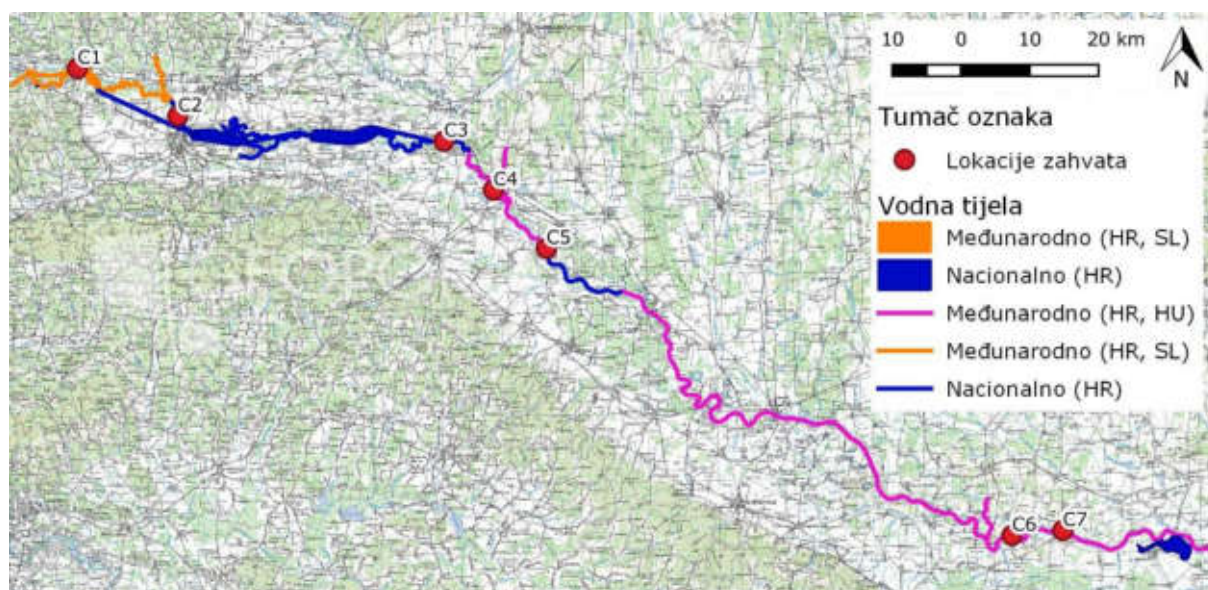 C1
C2
C3
C4
C5
C6
C7
10 0 10 20 km
N
Tumač oznaka
Lokacije zahvata
Vodna tijela
Međunarodno (HR, SL)
Nacionalno (HR)
Međunarodno (HR, HU)
Međunarodno (HR, SL)
Nacionalno (HR)